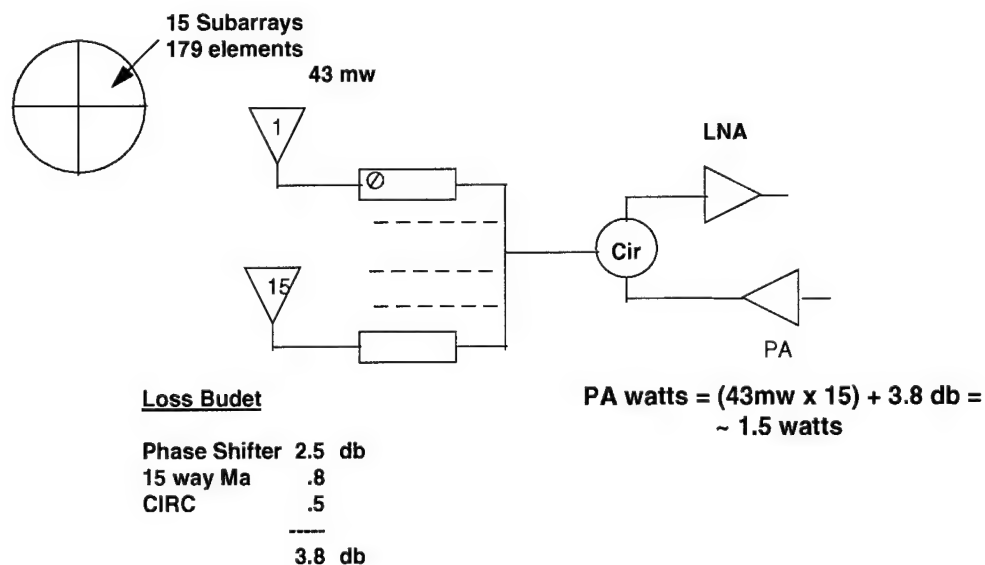 15 Subarrays
179 elements
43 mw
1
LNA
Cir
15
PA
Loss Budet
Phase Shifter 2.5 db
15 way Ma .8
CIRC .5
-----
3.8 db
PA watts = (43mw x 15) + 3.8 db =
~ 1.5 watts